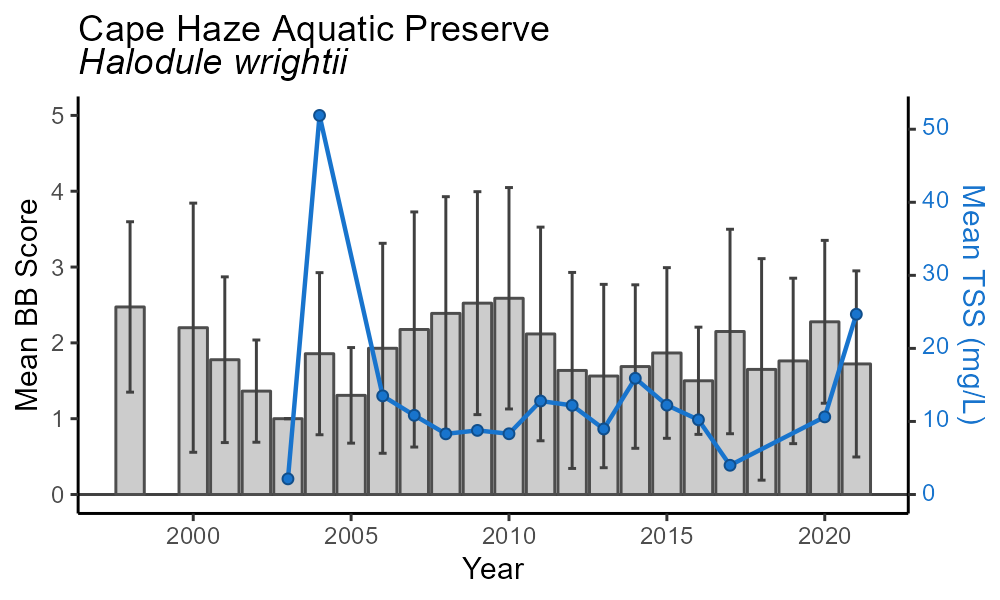 Cape Haze Aquatic Preserve
Halodule wrightii
Mean BB Score
5
4
3
2
1
0
50
40
30
20
10
0
Mean TSS (mg/L)
2000 2005 2010 2015 2020
Year